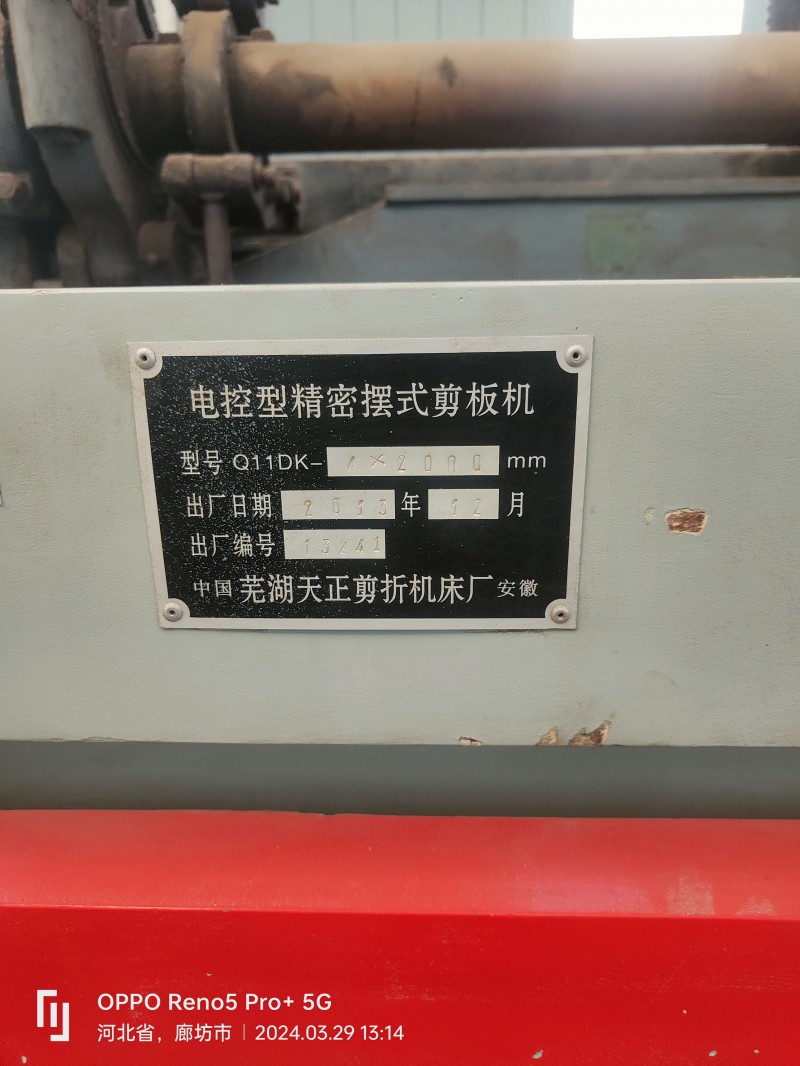 电控型精密摆式剪板机
型号 Q11DK-4×2000 mm
出厂日期 2013 年 12 月
出厂编号 13241
中国 芜湖天正剪折机床厂 安徽
OPPO Reno5 Pro+ 5G
河北省，廊坊市 | 2024.03.29 13:14